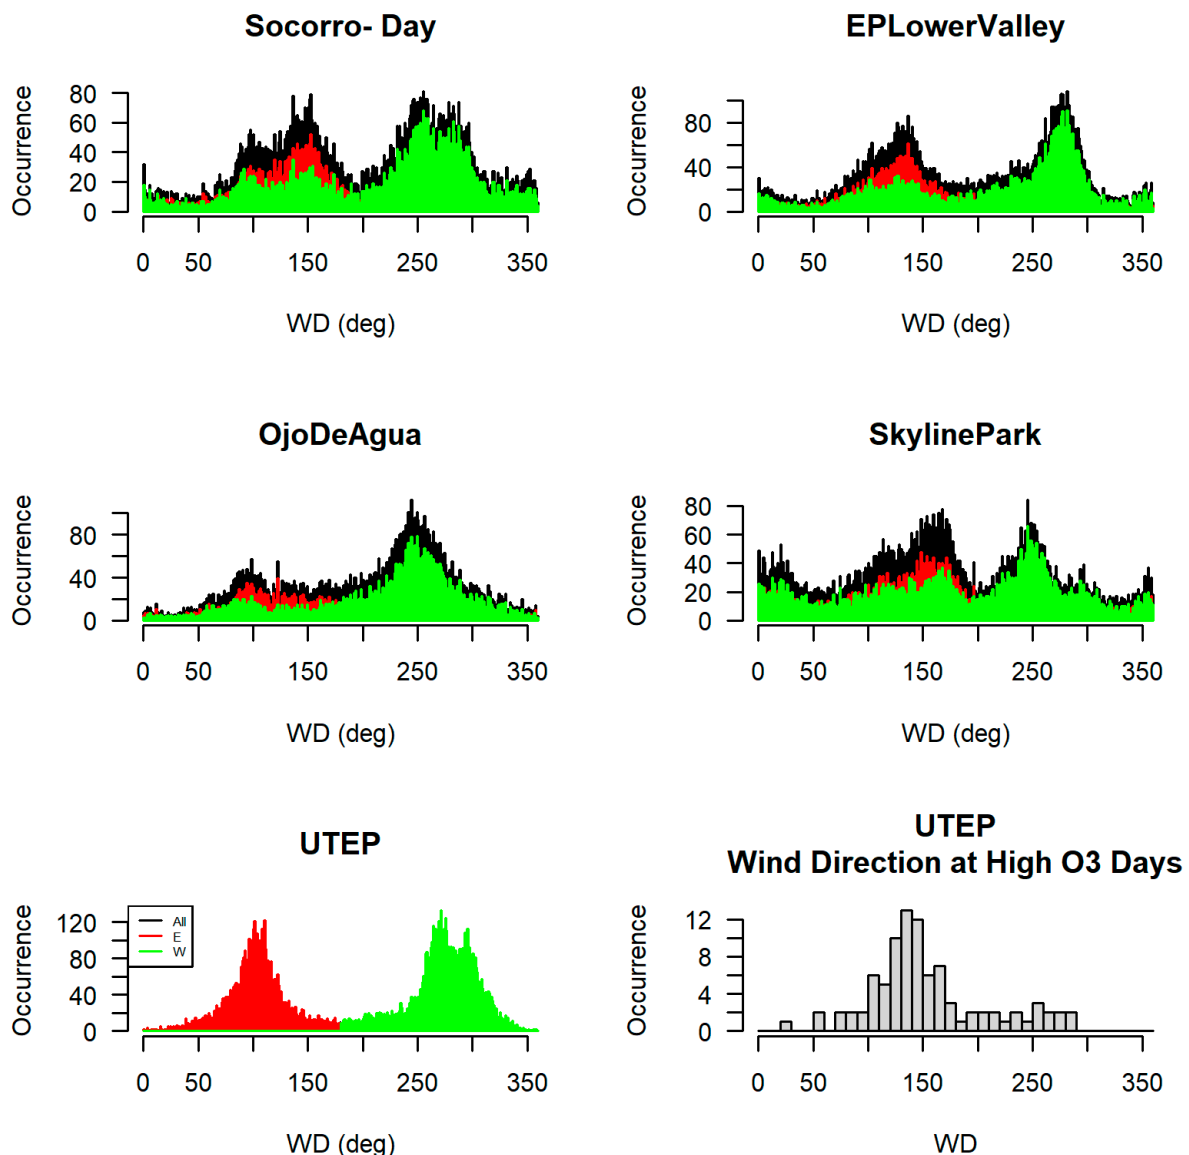 Socorro- Day
Occurrence
80
60
40
20
0
0 50 150 250 350
WD (deg)
EPLowerValley
Occurrence
80
40
0
0 50 150 250 350
WD (deg)
OjoDeAgua
Occurrence
80
40
0
0 50 150 250 350
WD (deg)
SkylinePark
Occurrence
80
60
40
20
0
0 50 150 250 350
WD (deg)
UTEP
Occurrence
120
80
40
0
All
E
W
0 50 150 250 350
WD (deg)
UTEP
Wind Direction at High O3 Days
Occurrence
12
8
4
0
0 50 150 250 350
WD